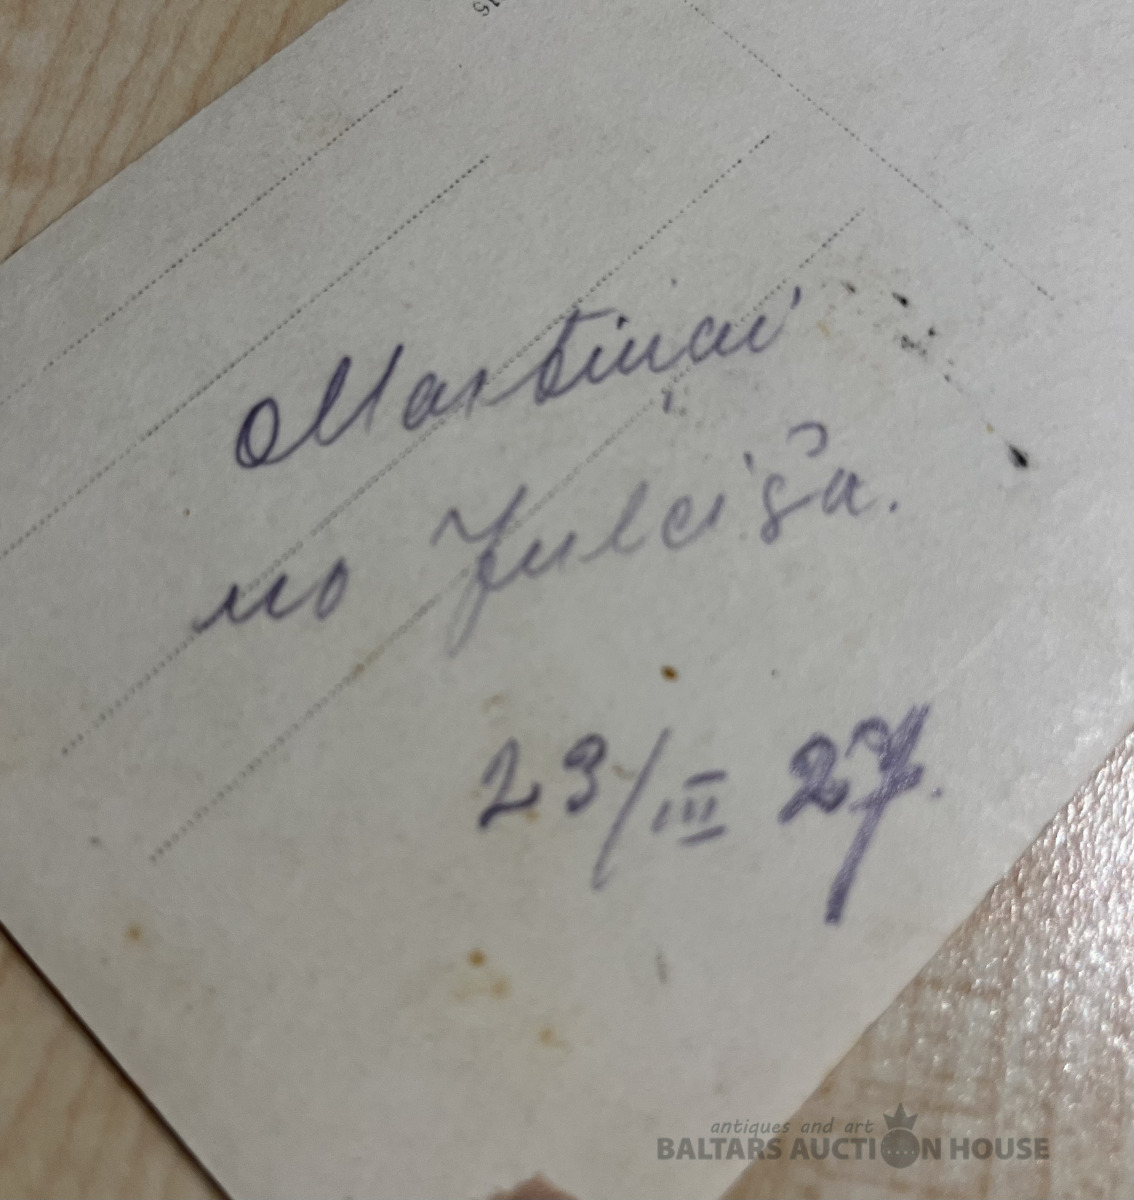 Martiņai
no Julciša.
23/III 27.
antiques and art
BALTARS AUCTION HOUSE